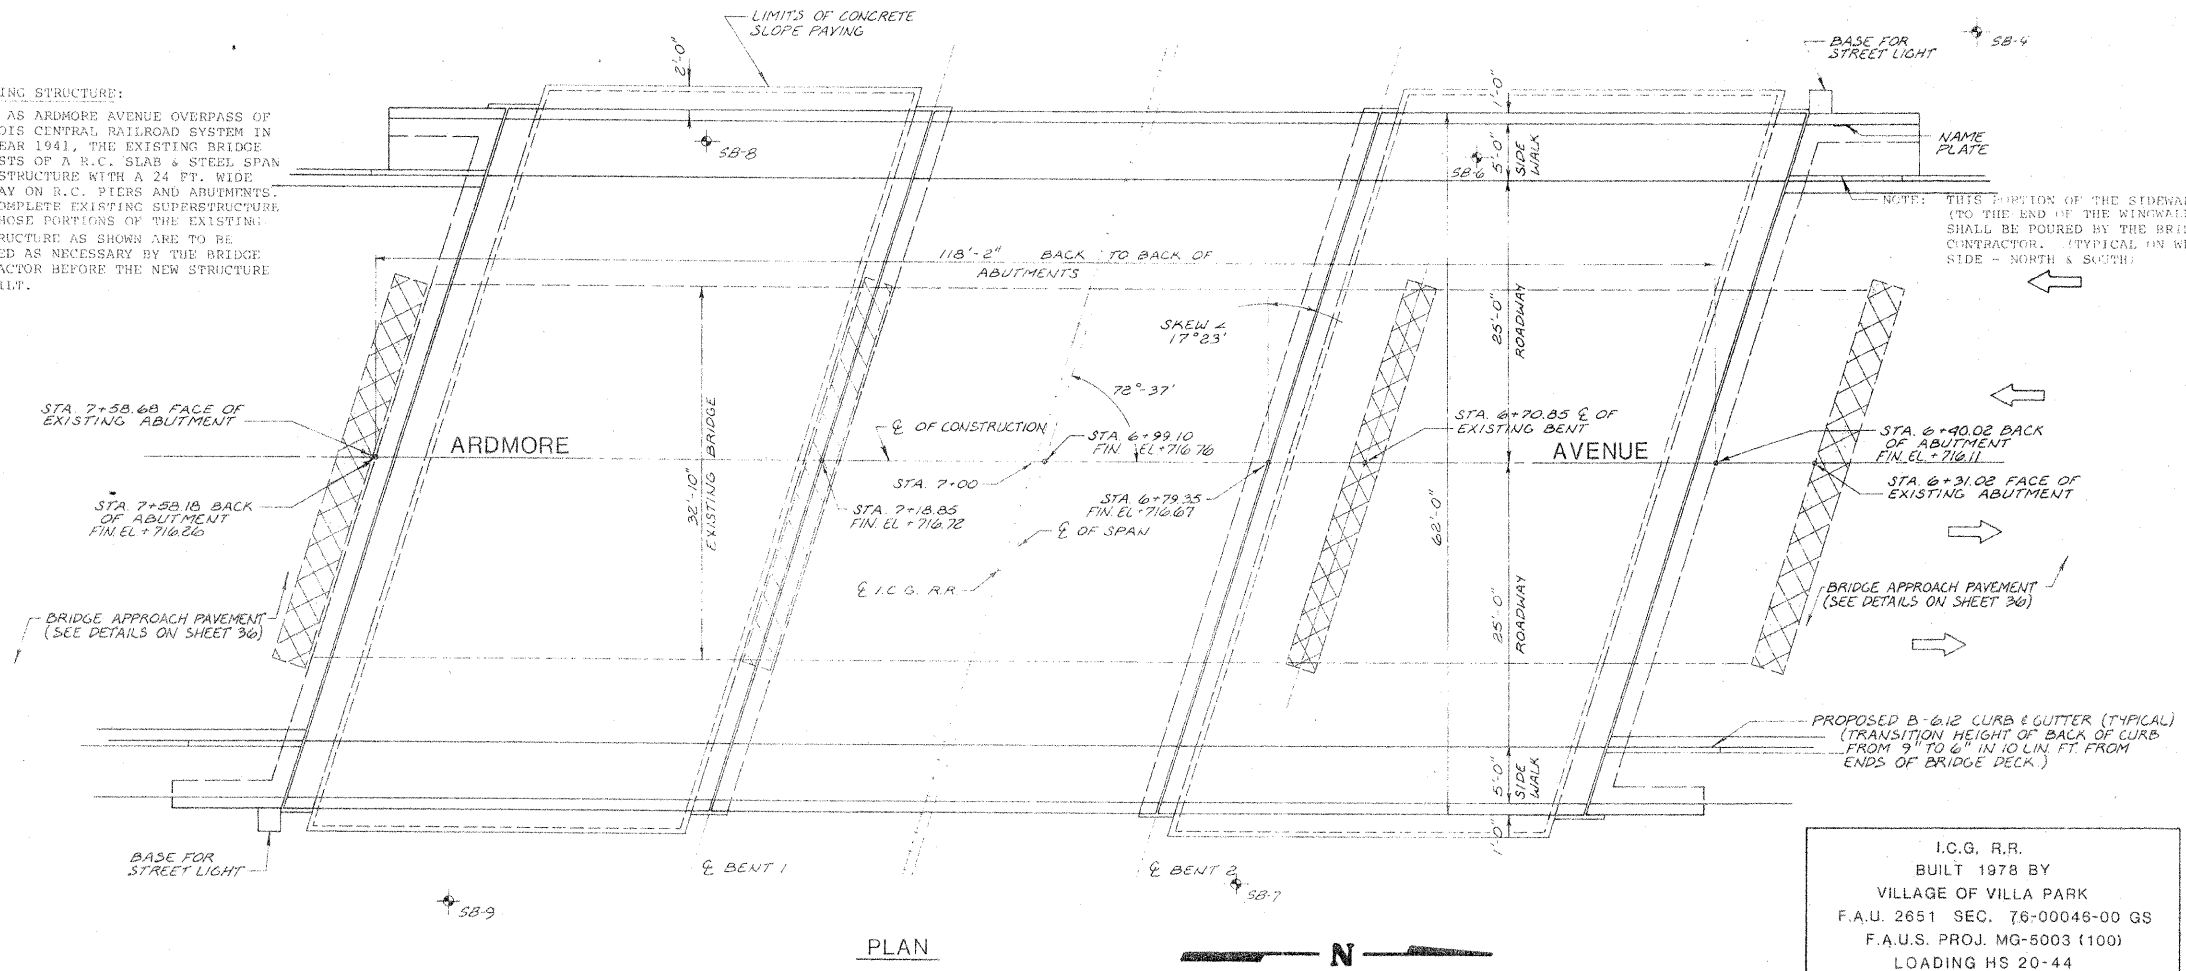 LIMITS OF CONCRETE
SLOPE PAVING
2'-0"
BASE FOR
STREET LIGHT
SB-4
ING STRUCTURE:
AS ARDMORE AVENUE OVERPASS OF
OIS CENTRAL RAILROAD SYSTEM IN
EAR 1941, THE EXISTING BRIDGE
STS OF A R.C. SLAB & STEEL SPAN
STRUCTURE WITH A 24 FT. WIDE
AY ON R.C. PIERS AND ABUTMENTS.
OMPLETE EXISTING SUPERSTRUCTURE
HOSE PORTIONS OF THE EXISTING
RUCTURE AS SHOWN ARE TO BE
ED AS NECESSARY BY THE BRIDGE
ACTOR BEFORE THE NEW STRUCTURE
ILT.
SB-8
SB-6
1'-0"
5'-0"
SIDE
WALK
NAME
PLATE
NOTE: THIS PORTION OF THE SIDEWA
(TO THE END OF THE WINGWAL
SHALL BE POURED BY THE BRI
CONTRACTOR. (TYPICAL ON WE
SIDE - NORTH & SOUTH)
118'-2" BACK TO BACK OF
ABUTMENTS
SKEW ∠
17°23'
25'-0"
ROADWAY
72°-37'
STA. 7+58.68 FACE OF
EXISTING ABUTMENT
ARDMORE
32'-10"
EXISTING BRIDGE
℄ OF CONSTRUCTION
STA. 6+99.10
FIN. EL +716.76
STA. 6+70.85 ℄ OF
EXISTING BENT
AVENUE
STA. 6+40.02 BACK
OF ABUTMENT
FIN. EL. +716.11
STA. 7+00
STA. 7+58.18 BACK
OF ABUTMENT
FIN. EL +716.26
STA. 7+18.85
FIN. EL +716.72
STA. 6+79.35
FIN. EL +716.67
STA. 6+31.02 FACE OF
EXISTING ABUTMENT
℄ OF SPAN
62'-0"
℄ I.C.G. R.R.
25'-0"
ROADWAY
BRIDGE APPROACH PAVEMENT
(SEE DETAILS ON SHEET 36)
BRIDGE APPROACH PAVEMENT
(SEE DETAILS ON SHEET 36)
PROPOSED B-6.12 CURB & GUTTER (TYPICAL)
(TRANSITION HEIGHT OF BACK OF CURB
FROM 9" TO 6" IN 10 LIN. FT. FROM
ENDS OF BRIDGE DECK.)
5'-0"
SIDE
WALK
1'-0"
BASE FOR
STREET LIGHT
℄ BENT 1
℄ BENT 2
SB-9
SB-7
PLAN
N
I.C.G. R.R.
BUILT 1978 BY
VILLAGE OF VILLA PARK
F.A.U. 2651 SEC. 76-00046-00 GS
F.A.U.S. PROJ. MG-5003 (100)
LOADING HS 20-44